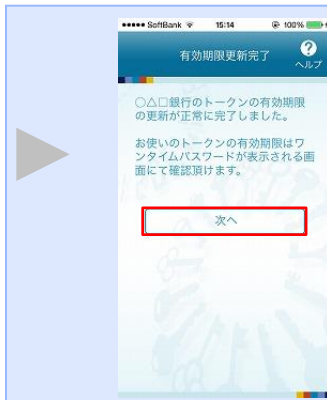 ●●●●● SoftBank 15:14 100%
有効期限更新完了
?
ヘルプ
○△□銀行のトークンの有効期限
の更新が正常に完了しました。
お使いのトークンの有効期限はワ
ンタイムパスワードが表示される画
面にて確認頂けます。
次へ